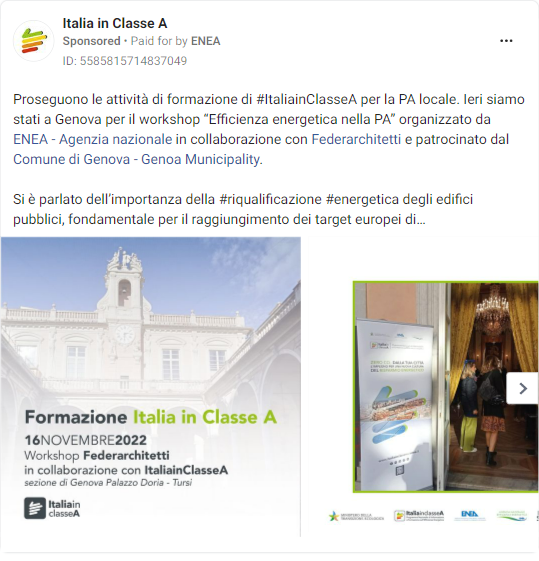 Italia in Classe A
Sponsored • Paid for by ENEA
ID: 5585815714837049
Proseguono le attività di formazione di #ItaliainClasseA per la PA locale. Ieri siamo
stati a Genova per il workshop “Efficienza energetica nella PA” organizzato da
ENEA - Agenzia nazionale in collaborazione con Federarchitetti e patrocinato dal
Comune di Genova - Genoa Municipality.
Si è parlato dell’importanza della #riqualificazione #energetica degli edifici
pubblici, fondamentale per il raggiungimento dei target europei di…
Formazione Italia in Classe A
16NOVEMBRE2022
Workshop Federarchitetti
in collaborazione con ItaliainClasseA
sezione di Genova Palazzo Doria - Tursi
Italiain
classeA
ItaliainclasseA
ENEA